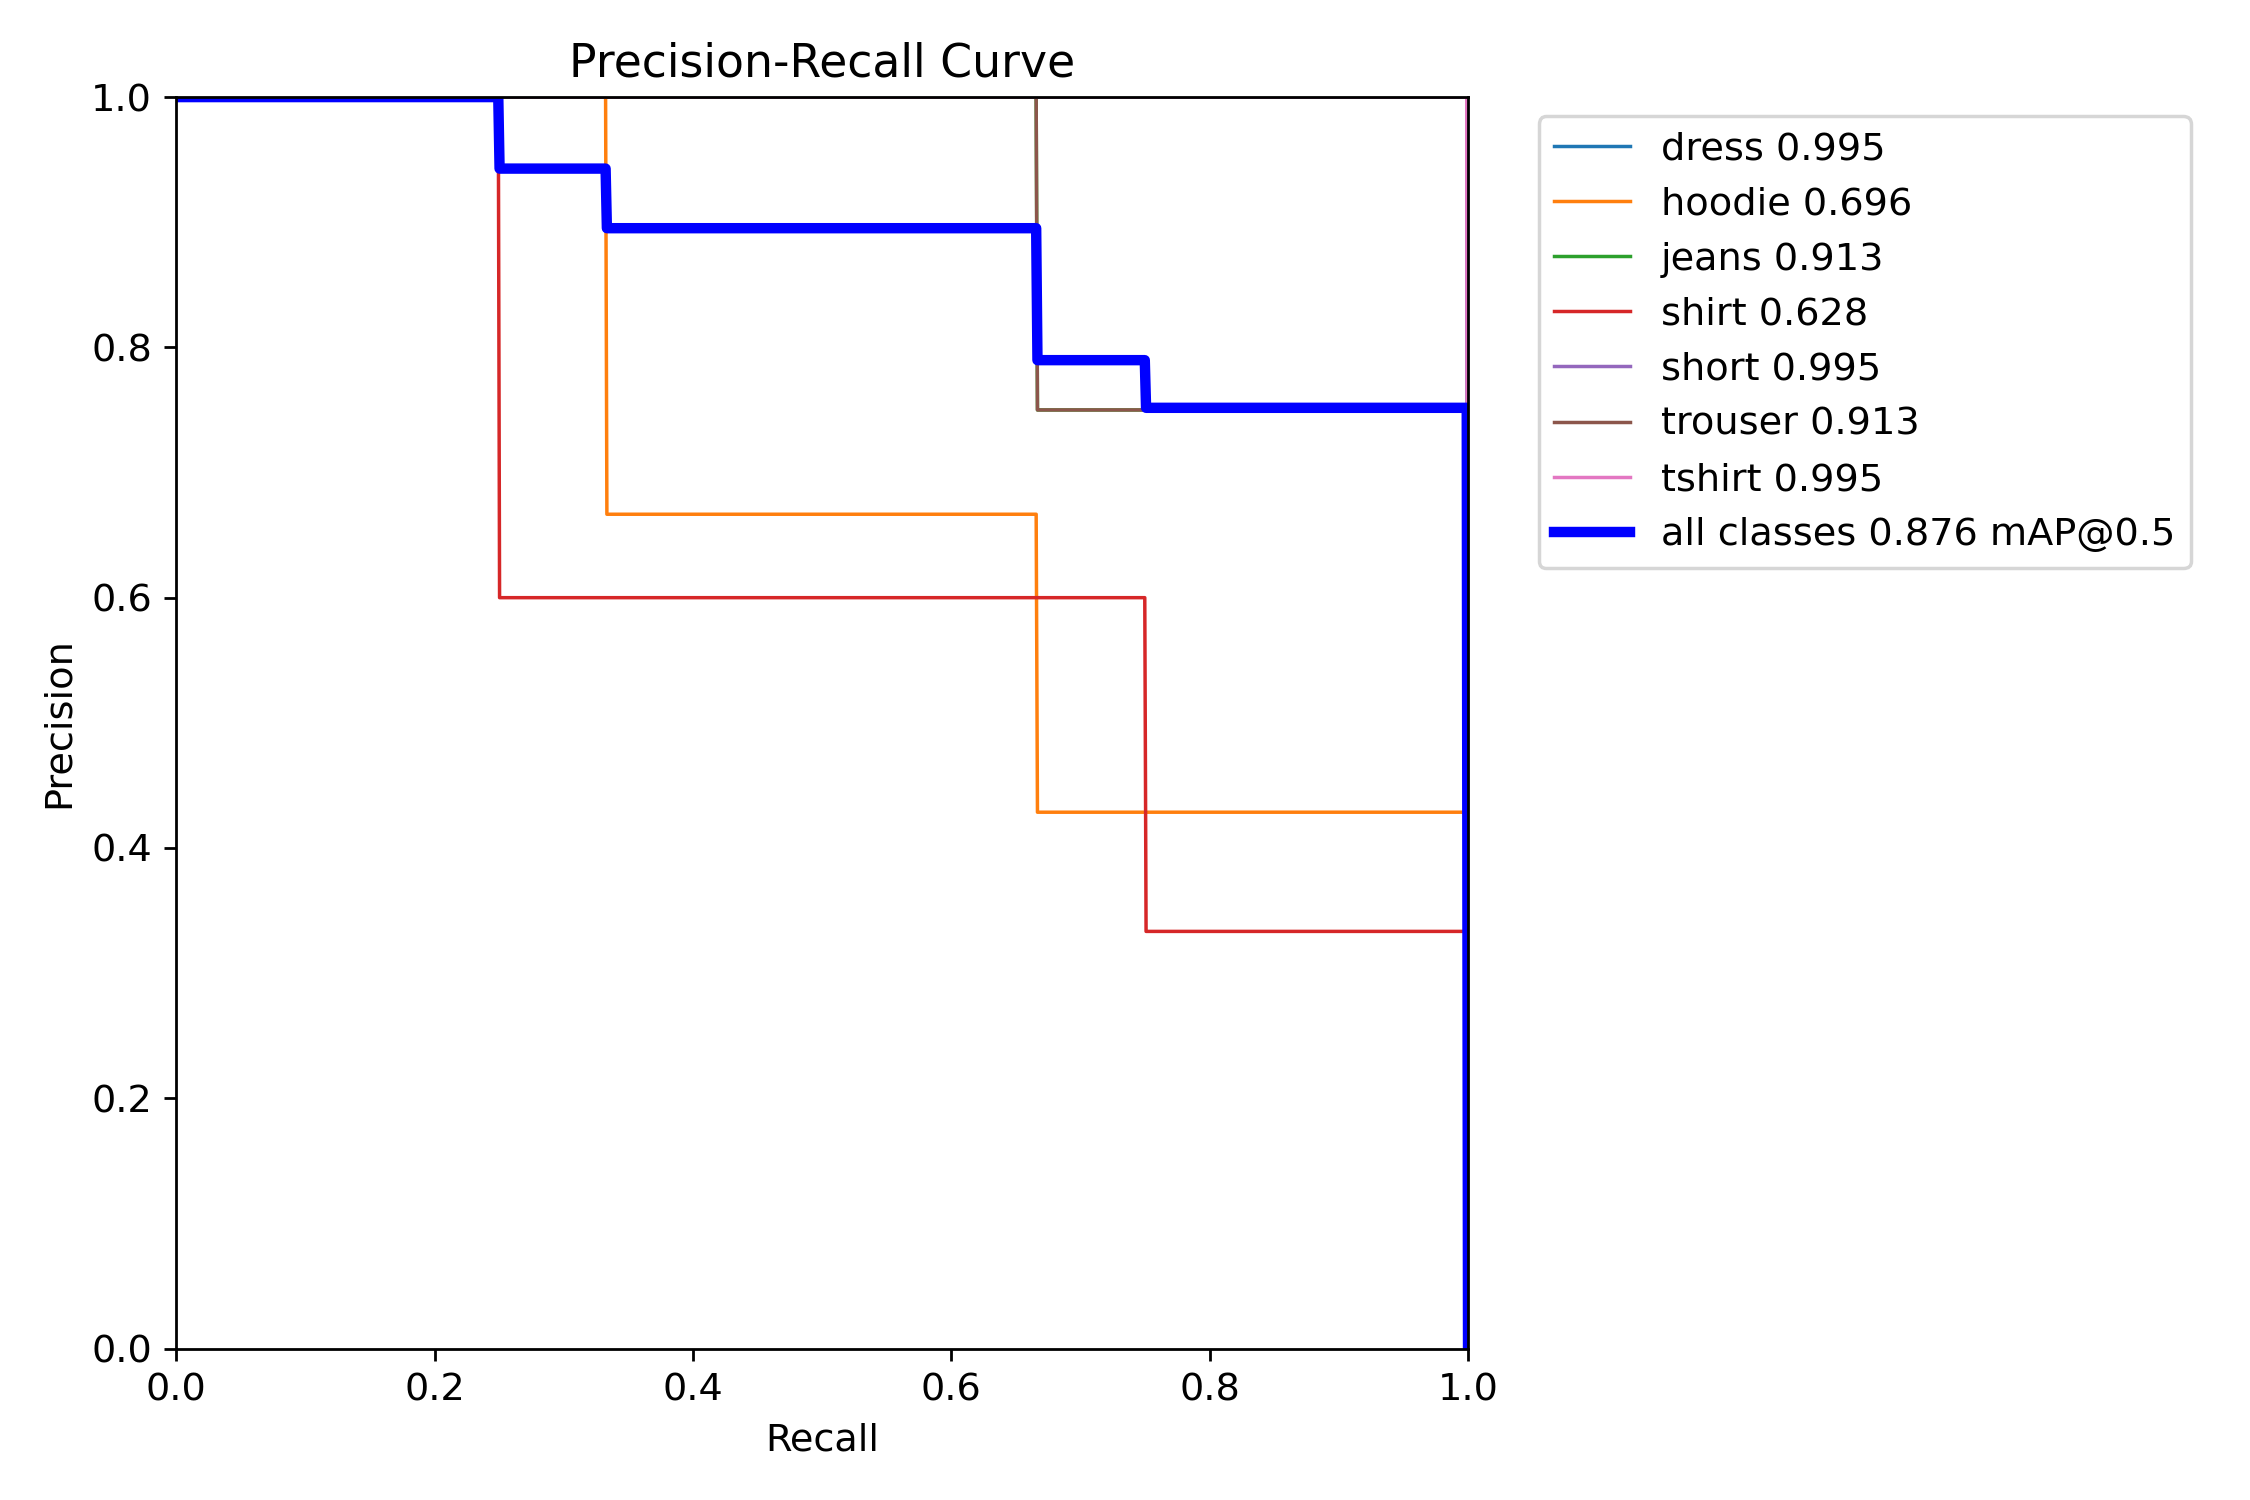 Precision-Recall Curve
1.0
0.8
0.6
0.4
0.2
0.0
Precision
0.0 0.2 0.4 0.6 0.8 1.0
Recall
dress 0.995
hoodie 0.696
jeans 0.913
shirt 0.628
short 0.995
trouser 0.913
tshirt 0.995
all classes 0.876 mAP@0.5